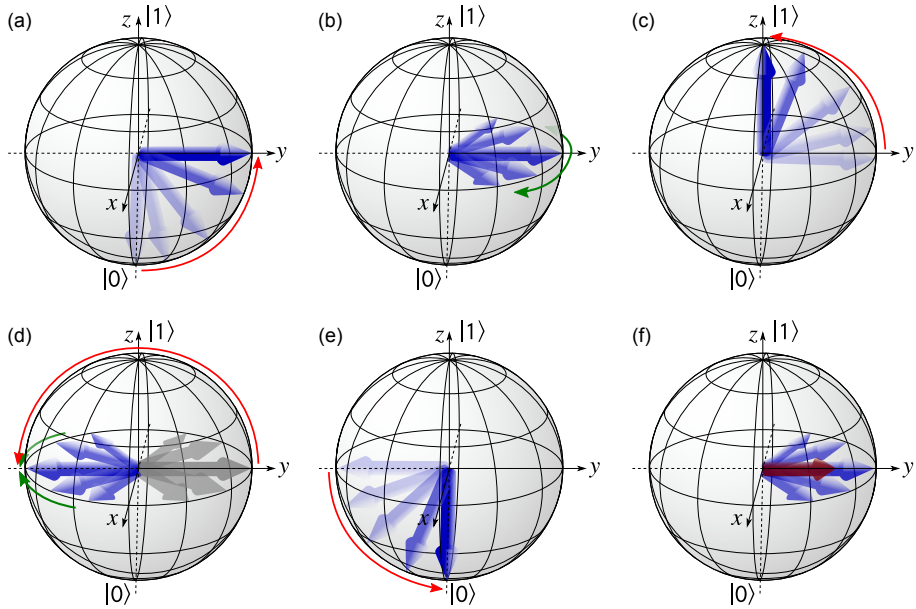 (a)
z
|1⟩
y
x
|0⟩
(b)
z
|1⟩
y
x
|0⟩
(c)
z
|1⟩
y
x
|0⟩
(d)
z
|1⟩
y
x
|0⟩
(e)
z
|1⟩
y
x
|0⟩
(f)
z
|1⟩
y
x
|0⟩